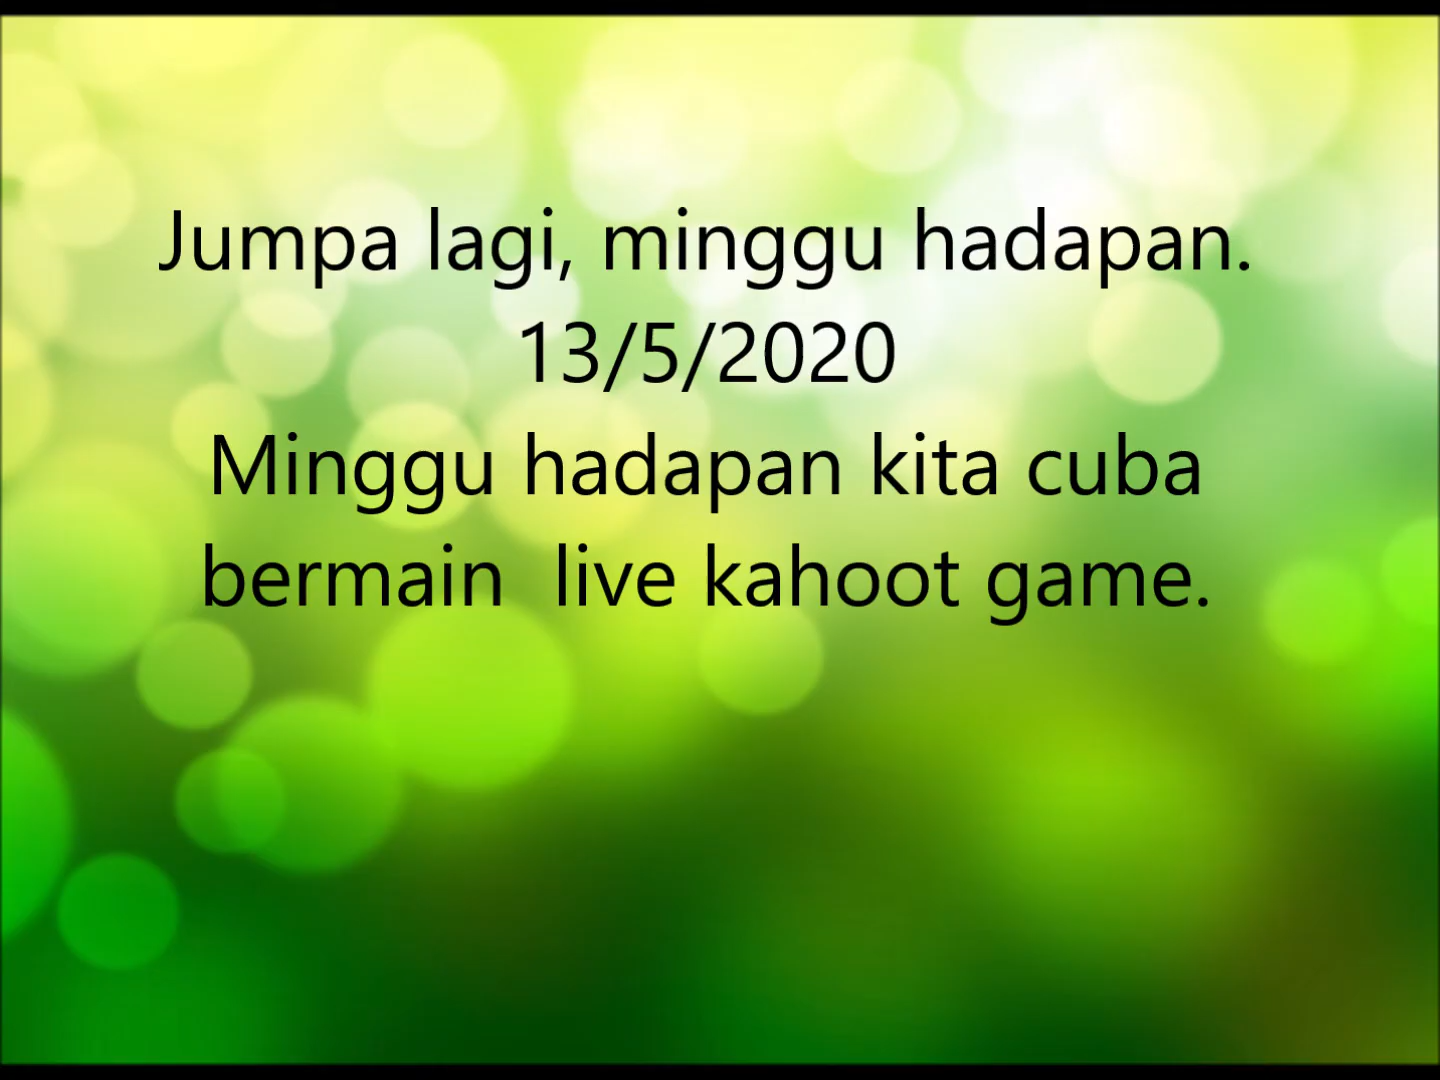 Jumpa lagi, minggu hadapan.
13/5/2020
Minggu hadapan kita cuba
bermain  live kahoot game.